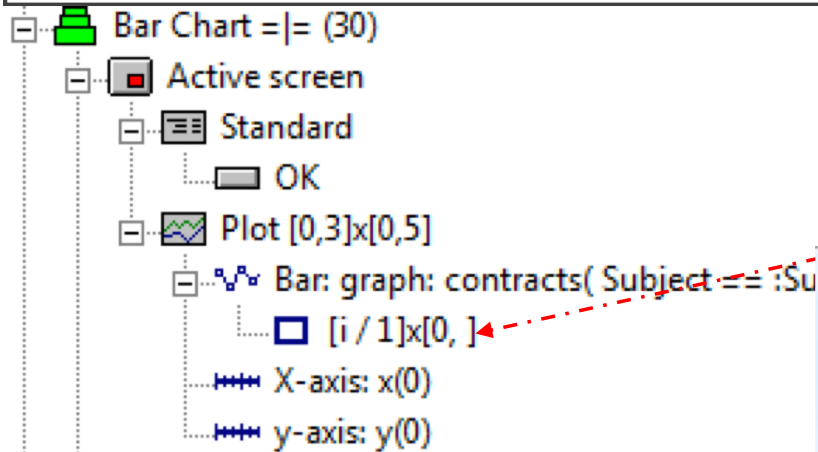 Bar Chart =|= (30)
Active screen
Standard
OK
Plot [0,3]x[0,5]
Bar: graph: contracts( Subject == :Su
[i / 1]x[0, ]
X-axis: x(0)
y-axis: y(0)